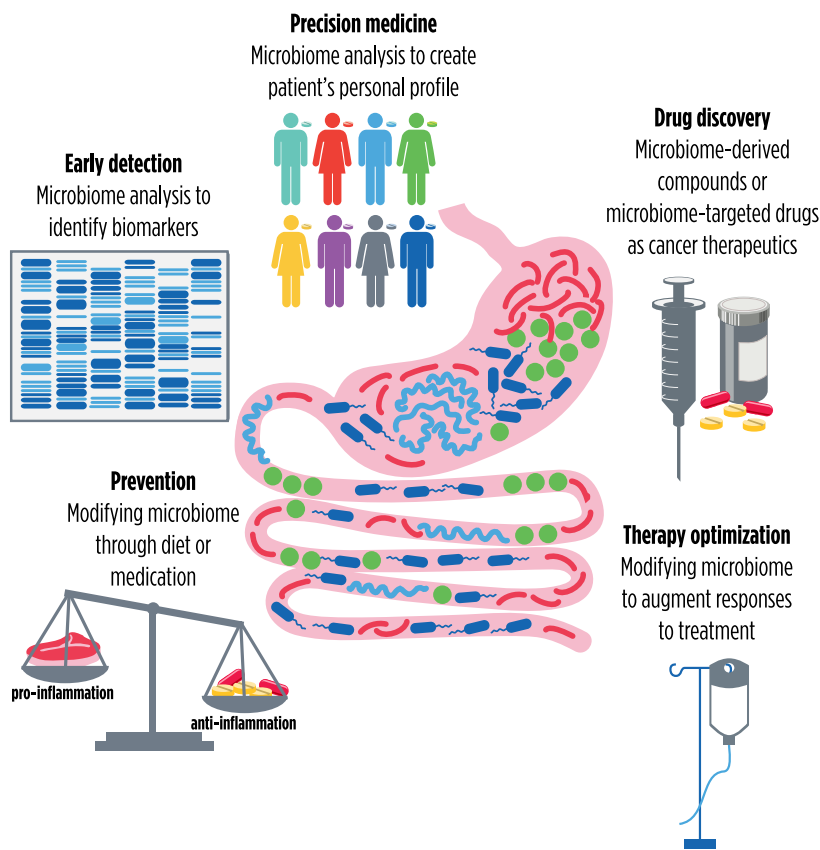 Precision medicine
Microbiome analysis to create
patient’s personal profile
Early detection
Microbiome analysis to
identify biomarkers
Drug discovery
Microbiome-derived
compounds or
microbiome-targeted drugs
as cancer therapeutics
Prevention
Modifying microbiome
through diet or
medication
pro-inflammation
anti-inflammation
Therapy optimization
Modifying microbiome
to augment responses
to treatment